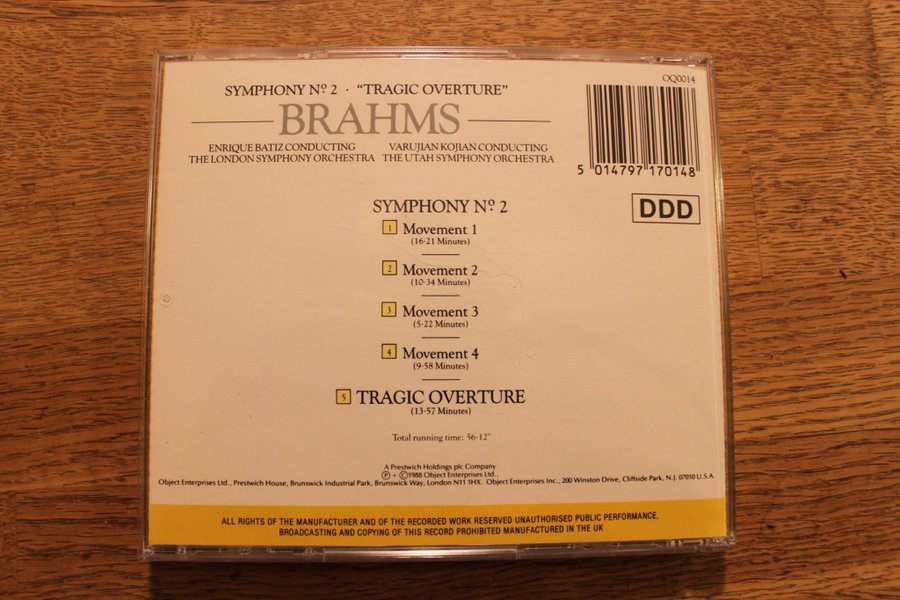 OQ0014
SYMPHONY Nº 2 · “TRAGIC OVERTURE”
BRAHMS
ENRIQUE BATIZ CONDUCTING
THE LONDON SYMPHONY ORCHESTRA
VARUJIAN KOJIAN CONDUCTING
THE UTAH SYMPHONY ORCHESTRA
5 014797 170148
DDD
SYMPHONY Nº 2
1 Movement 1
(16-21 Minutes)
2 Movement 2
(10-34 Minutes)
3 Movement 3
(5-22 Minutes)
4 Movement 4
(9-58 Minutes)
5 TRAGIC OVERTURE
(13-57 Minutes)
Total running time: 56-12"
A Prestwich Holdings plc Company
Ⓟ + ©1988 Object Enterprises Ltd.,
Object Enterprises Ltd., Prestwich House, Brunswick Industrial Park, Brunswick Way, London N11 1HX. Object Enterprises Inc., 200 Winston Drive, Cliffside Park, N.J. 07010 U.S.A.
ALL RIGHTS OF THE MANUFACTURER AND OF THE RECORDED WORK RESERVED UNAUTHORISED PUBLIC PERFORMANCE,
BROADCASTING AND COPYING OF THIS RECORD PROHIBITED MANUFACTURED IN THE UK